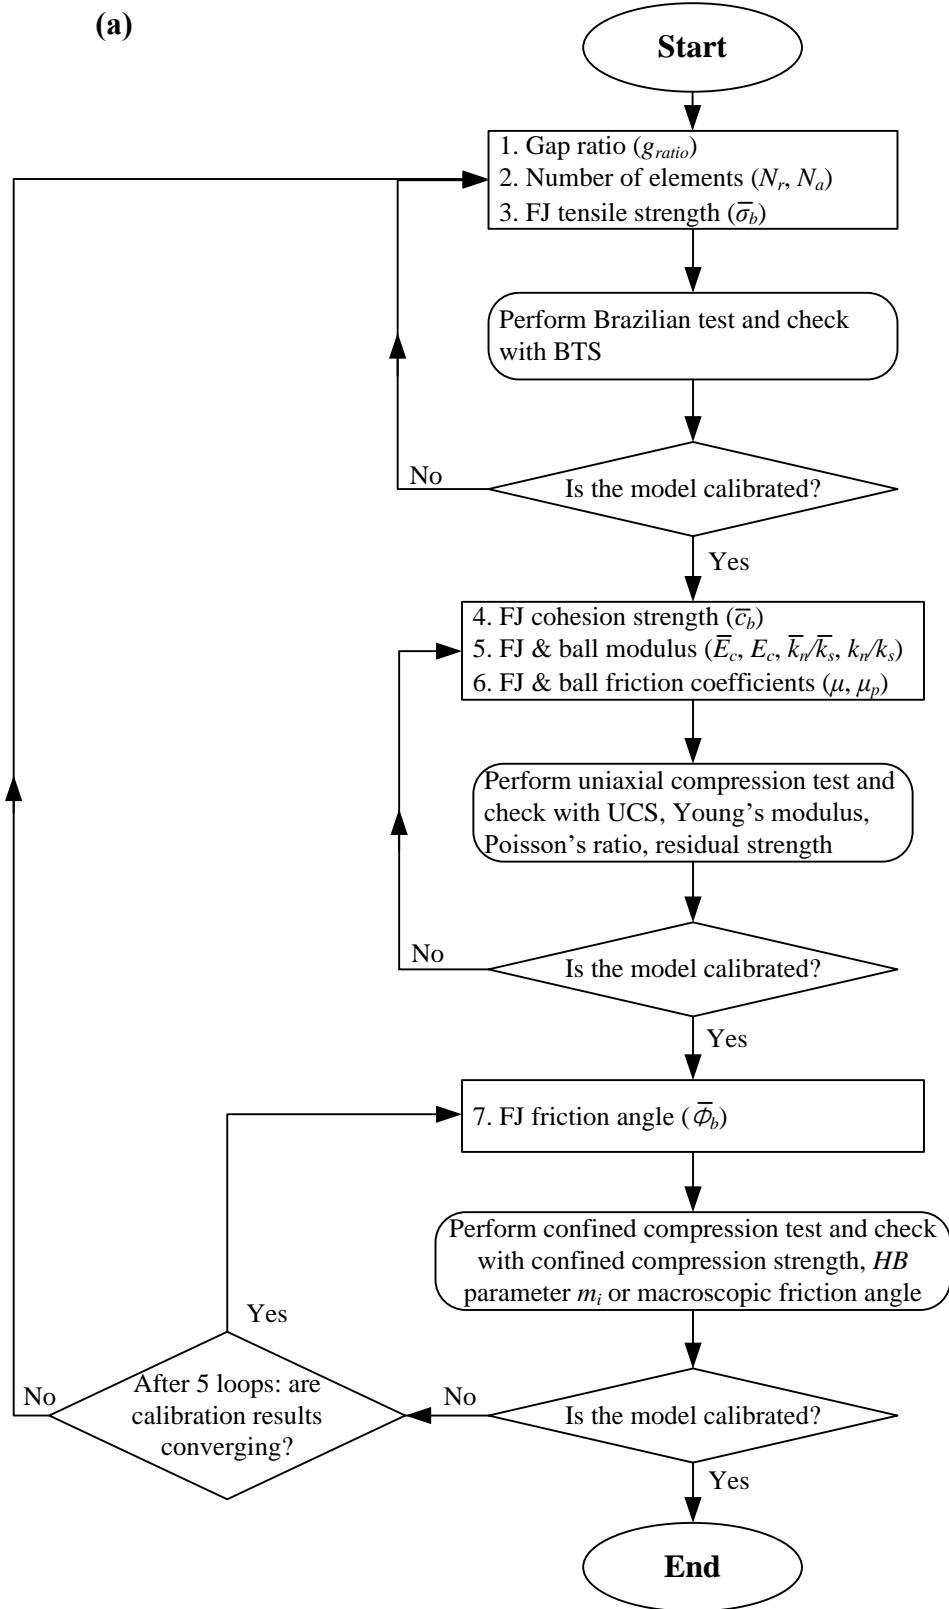 (a)
Start
1. Gap ratio (g_ratio)
2. Number of elements (N_r, N_a)
3. FJ tensile strength (σ̅_b)
Perform Brazilian test and check
with BTS
No
Is the model calibrated?
Yes
4. FJ cohesion strength (c̅_b)
5. FJ & ball modulus (E̅_c, E_c, k̅_n/k̅_s, k_n/k_s)
6. FJ & ball friction coefficients (μ, μ_p)
Perform uniaxial compression test and
check with UCS, Young’s modulus,
Poisson’s ratio, residual strength
No
Is the model calibrated?
Yes
7. FJ friction angle (Φ̅_b)
Perform confined compression test and check
with confined compression strength, HB
parameter m_i or macroscopic friction angle
Yes
No
After 5 loops: are
calibration results
converging?
No
Is the model calibrated?
Yes
End